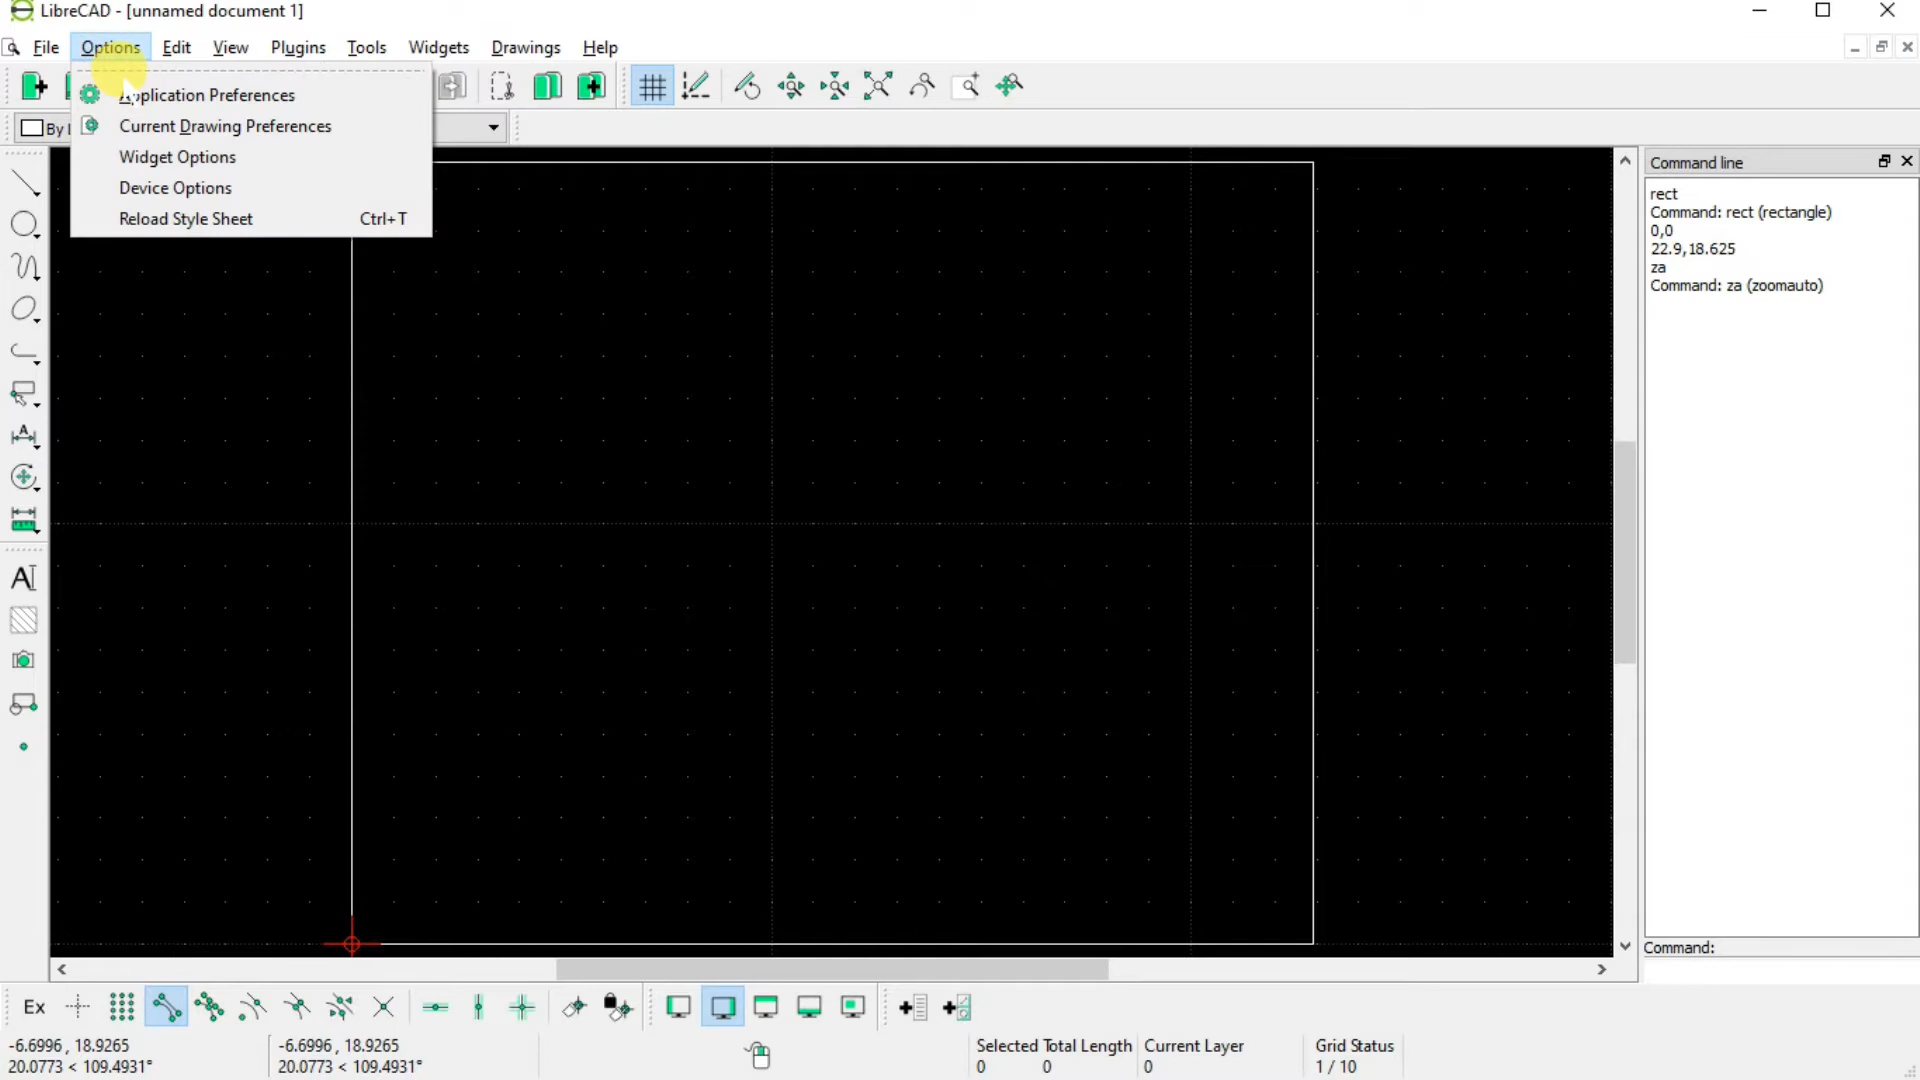 LibreCAD - [unnamed document 1]
File Options Edit View Plugins Tools Widgets Drawings Help
Application Preferences
Current Drawing Preferences
Widget Options
Device Options
Reload Style Sheet Ctrl+T
By
Command line
rect
Command: rect (rectangle)
0,0
22.9,18.625
za
Command: za (zoomauto)
A
A
Command:
Ex
-6.6996 , 18.9265
20.0773 < 109.4931°
-6.6996 , 18.9265
20.0773 < 109.4931°
Selected Total Length
0 0
Current Layer
0
Grid Status
1 / 10